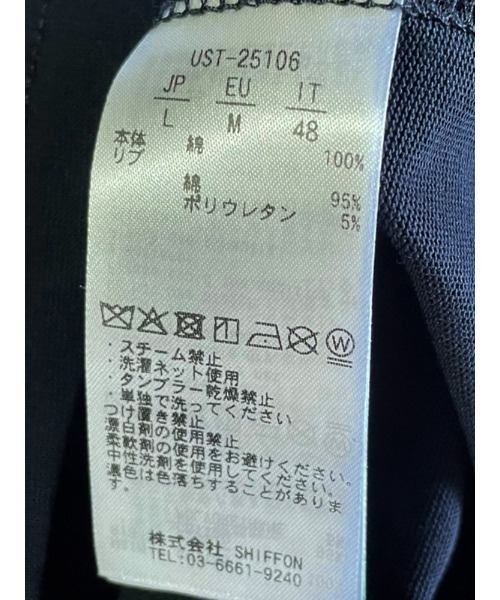 UST-25106
JP EU IT
L M 48
本体 綿 100%
リブ
綿 95%
ポリウレタン 5%
W
・スチーム禁止
・洗濯ネット使用
・タンブラー乾燥禁止
・単独で洗ってください
つけ置き禁止
漂白剤の使用禁止
柔軟剤の使用をお避けください。
中性洗剤を使用してください。
濃色は色落ちすることがありま
す。
株式会社 SHIFFON
TEL:03-6661-9240